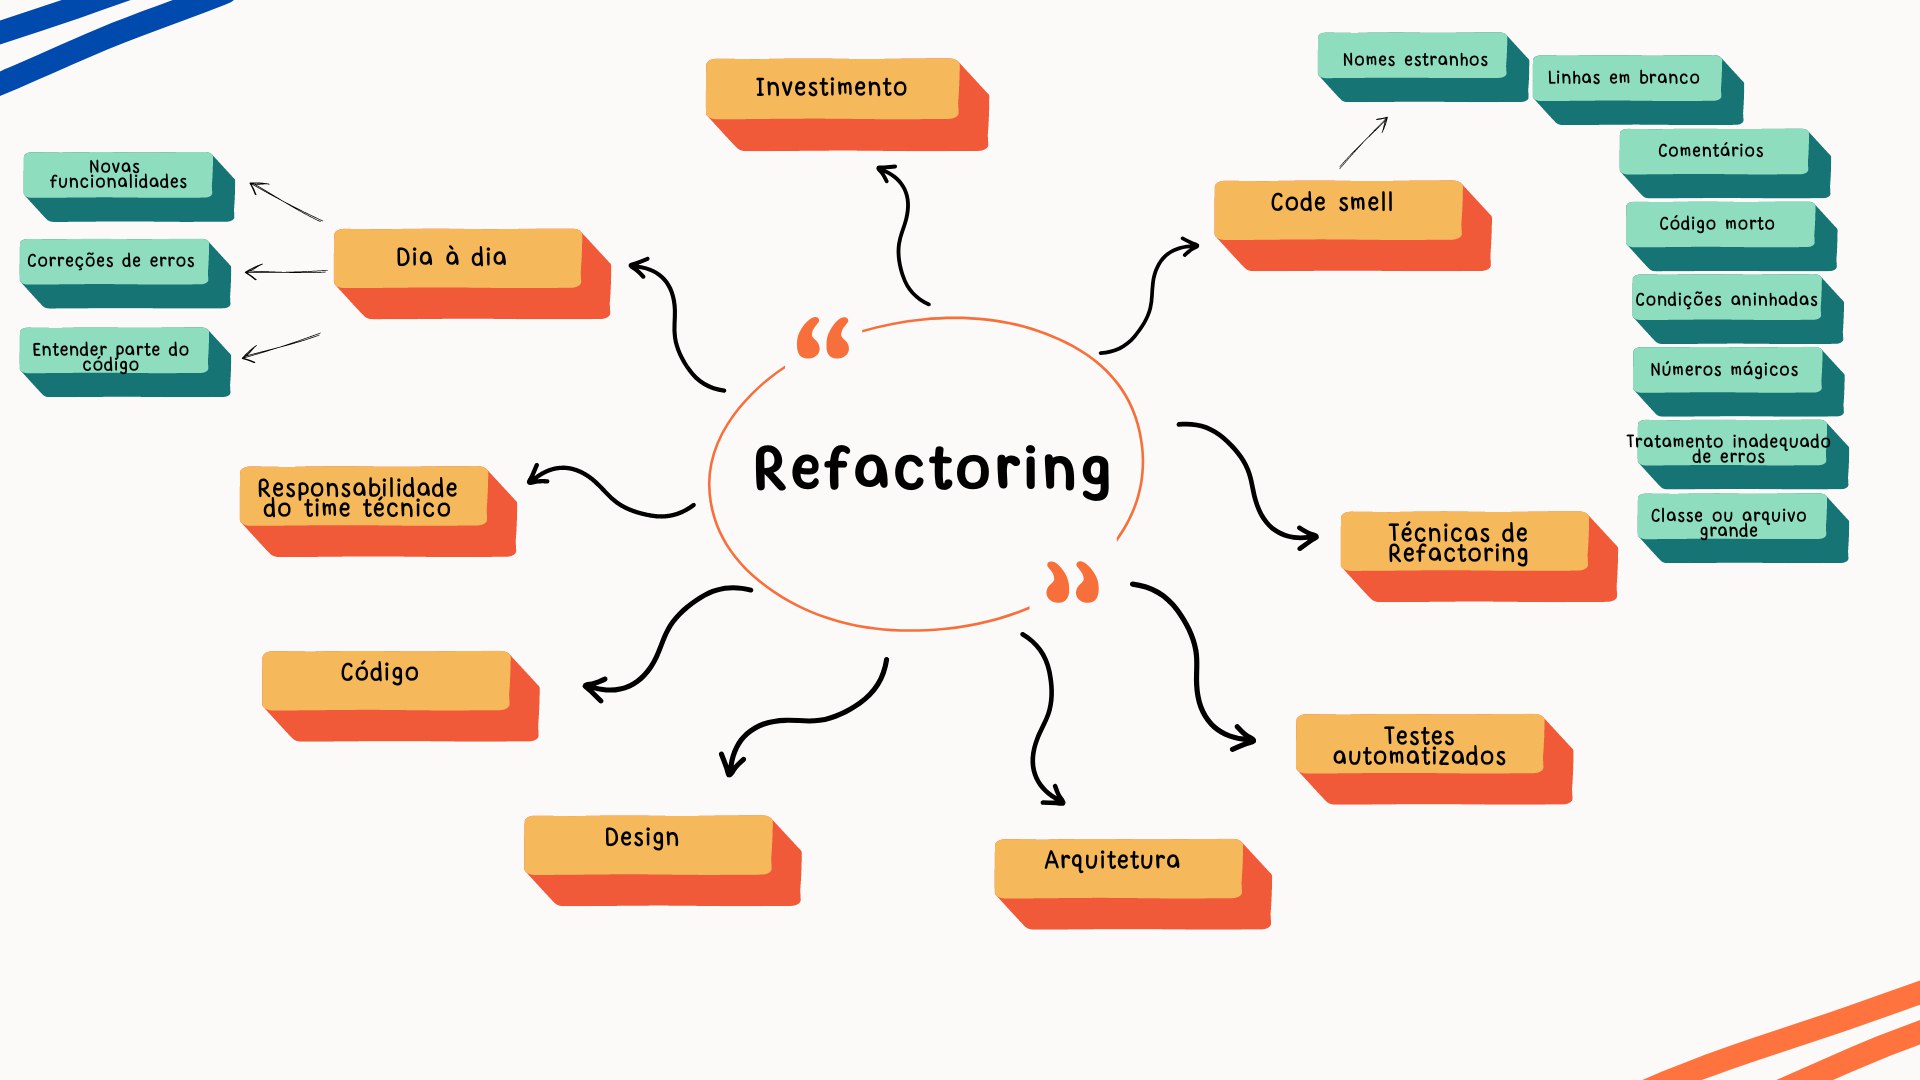 Investimento
Nomes estranhos
Linhas em branco
Comentários
Código morto
Condições aninhadas
Números mágicos
Tratamento inadequado
de erros
Classe ou arquivo
grande
Code smell
Novas
funcionalidades
Correções de erros
Entender parte do
código
Dia à dia
“
Refactoring
”
Responsabilidade
do time técnico
Técnicas de
Refactoring
Código
Testes
automatizados
Design
Arquitetura